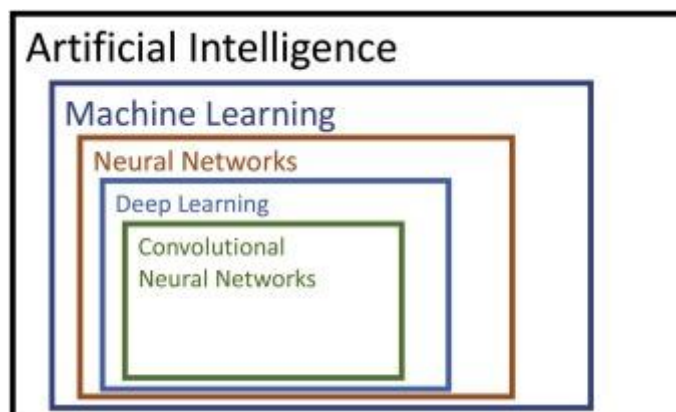 Artificial Intelligence
Machine Learning
Neural Networks
Deep Learning
Convolutional
Neural Networks